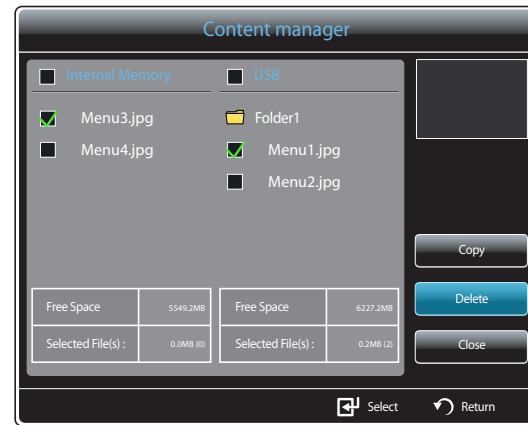 Content manager
Internal Memory
USB
Menu3.jpg
Folder1
Menu4.jpg
Menu1.jpg
Menu2.jpg
Copy
Free Space 5549.2MB
Free Space 6227.2MB
Delete
Selected File(s) : 0.0MB (0)
Selected File(s) : 0.2MB (2)
Close
Select
Return